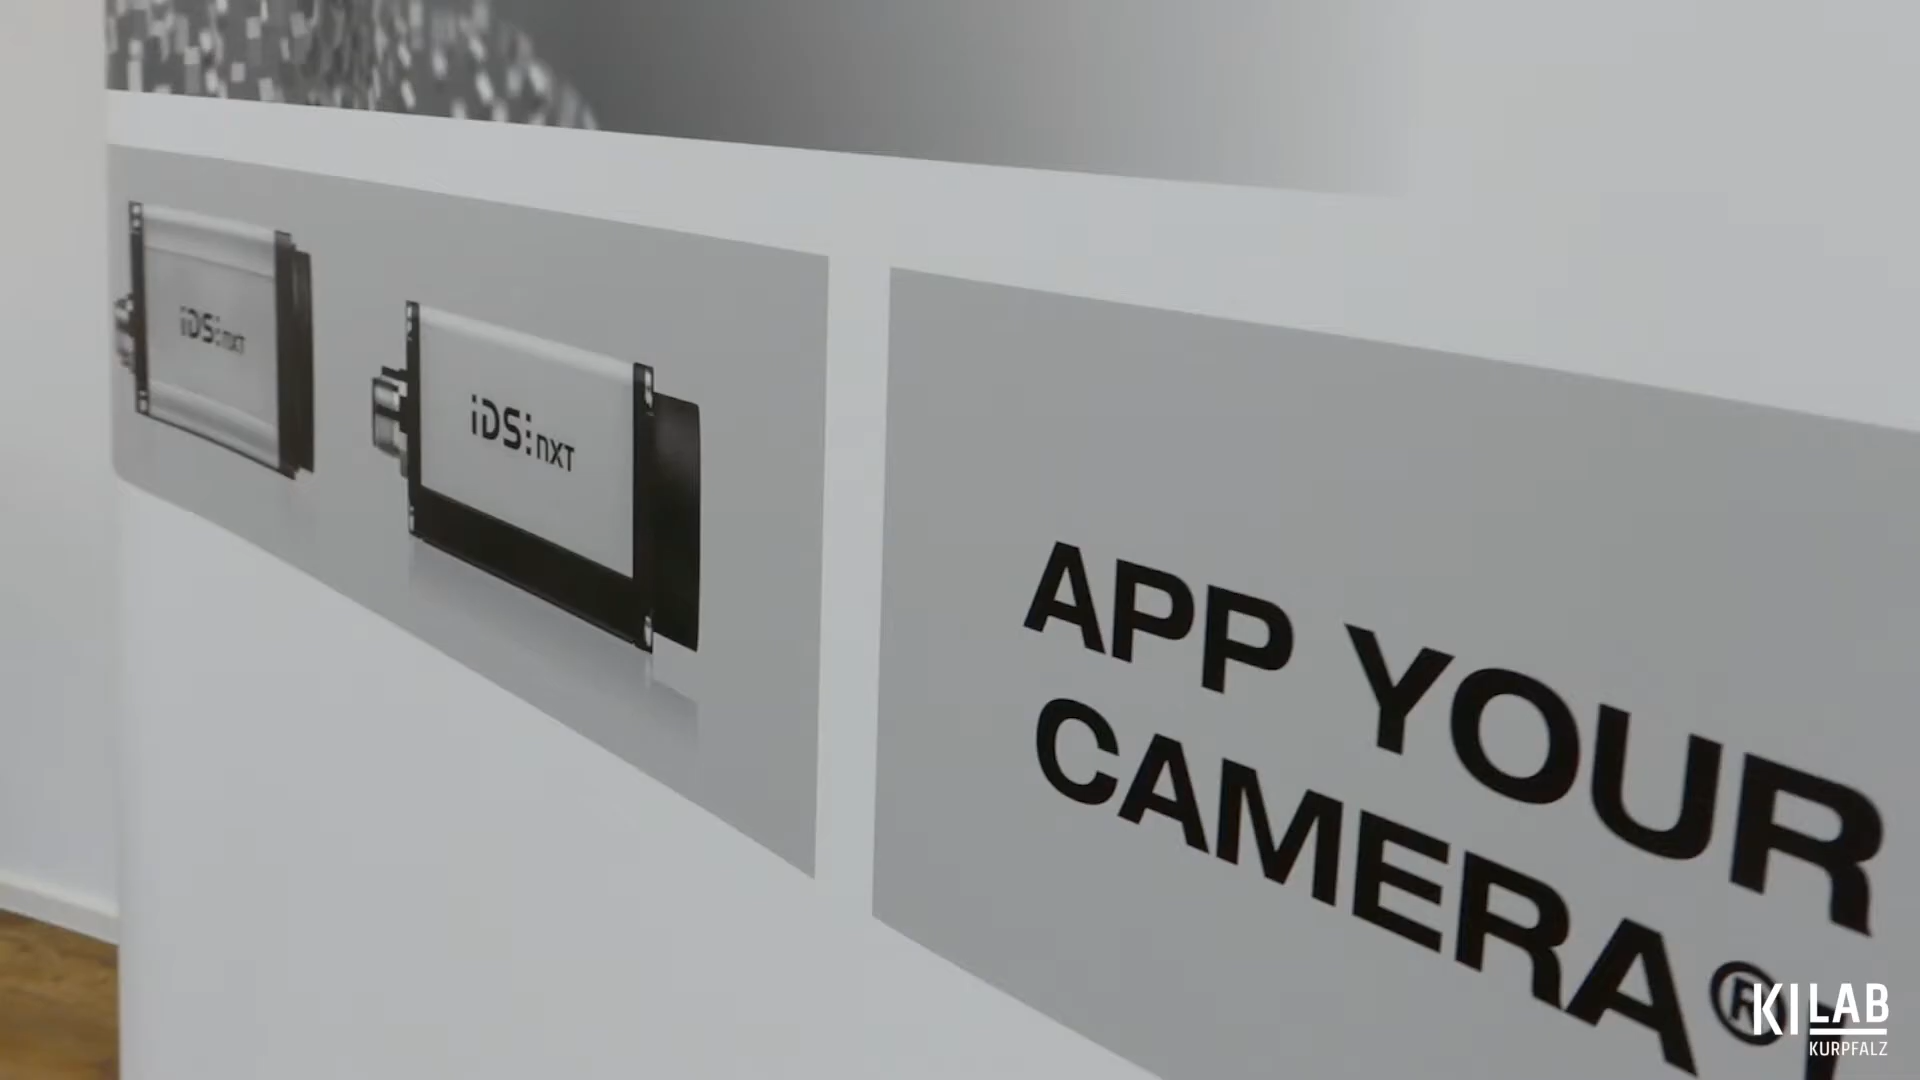 iDS:nxt
iDS:nxt
APP YOUR
CAMERA®
KI LAB
KURPFALZ